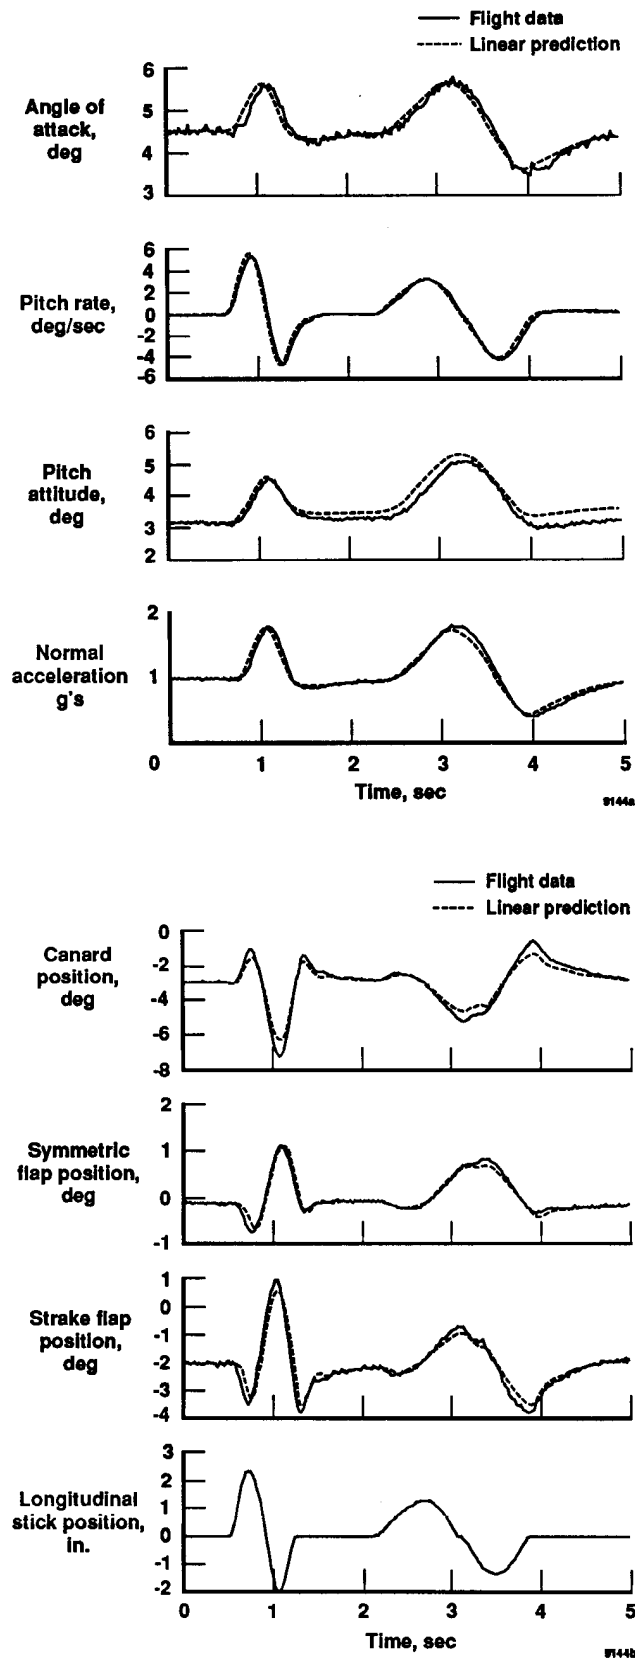 Flight data
Linear prediction
Angle of
attack,
deg
6
5
4
3
Pitch rate,
deg/sec
6
4
2
0
-2
-4
-6
Pitch
attitude,
deg
6
5
4
3
2
Normal
acceleration
g's
2
1
0
1
2
3
4
5
Time, sec
9144a
Flight data
Linear prediction
Canard
position,
deg
0
-2
-4
-6
-8
Symmetric
flap position,
deg
2
1
0
-1
Strake flap
position,
deg
1
0
-1
-2
-3
-4
Longitudinal
stick position,
in.
3
2
1
0
-1
-2
0
1
2
3
4
5
Time, sec
9144b